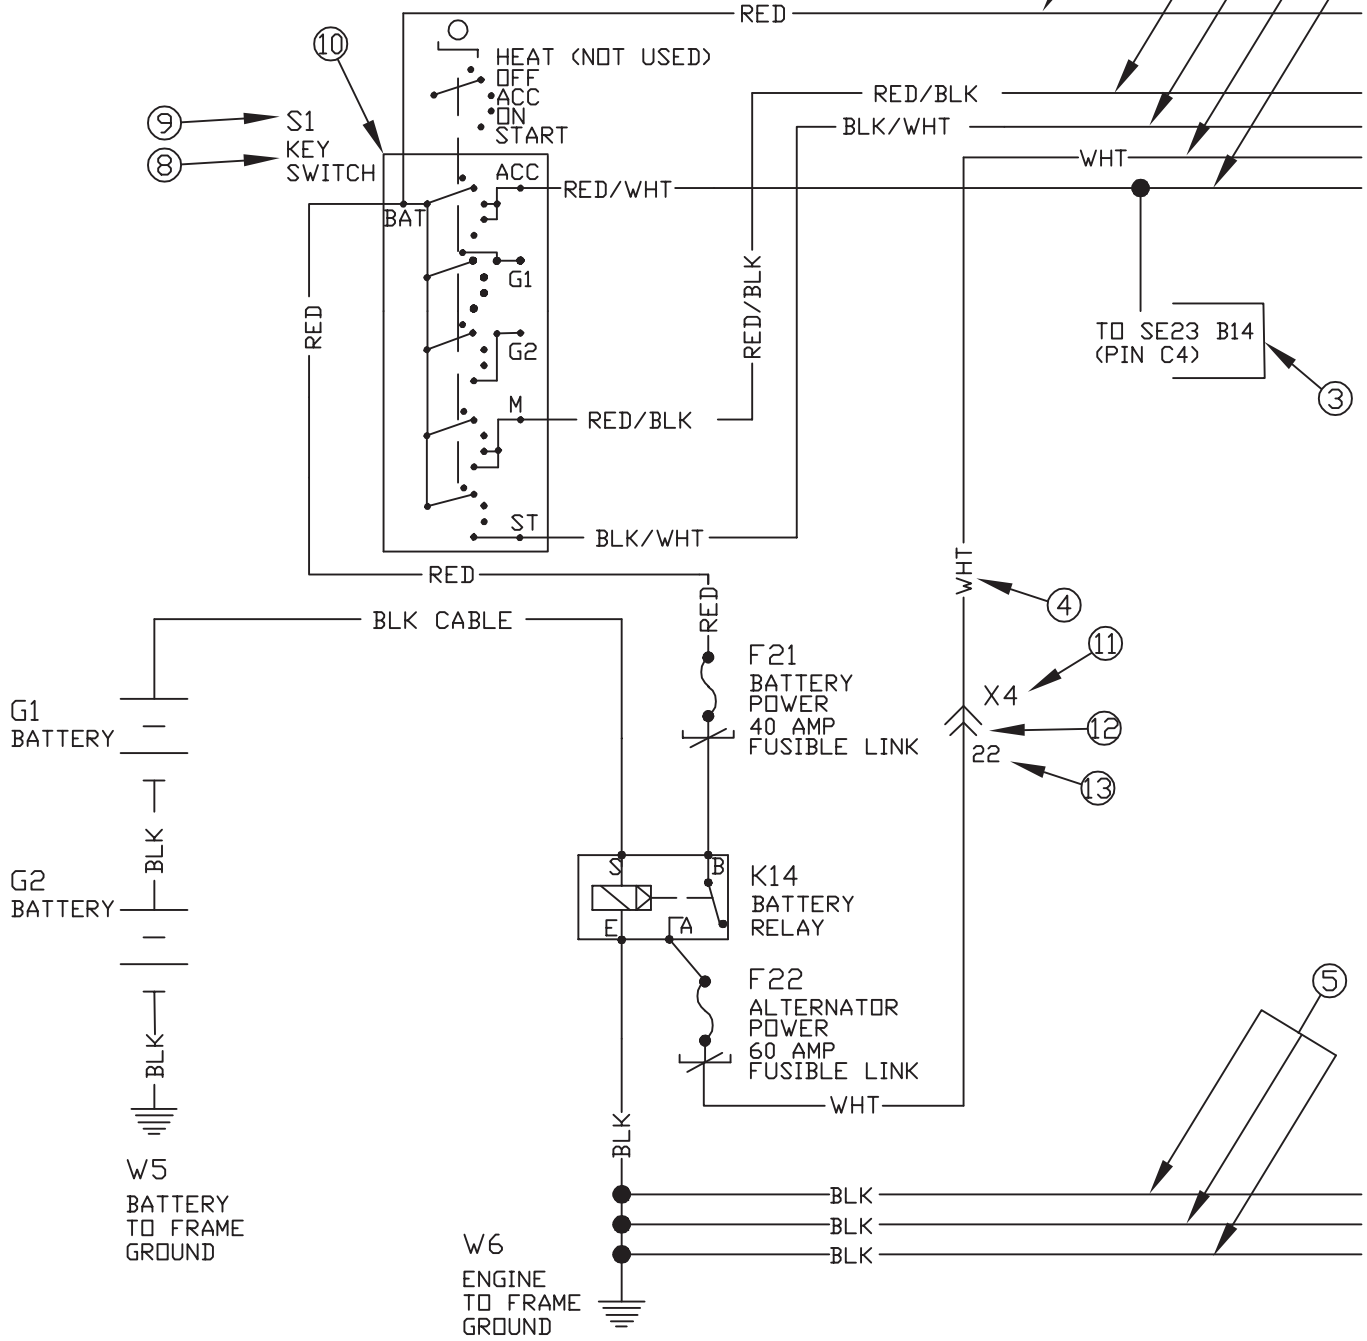 RED
10
HEAT (NOT USED)
OFF
ACC
ON
START
9
S1
8
KEY
SWITCH
RED/BLK
BLK/WHT
WHT
ACC
RED/WHT
BAT
G1
RED
RED/BLK
TO SE23 B14
(PIN C4)
3
G2
M
RED/BLK
ST
BLK/WHT
RED
WHT
4
RED
BLK CABLE
11
F21
BATTERY
POWER
40 AMP
FUSIBLE LINK
X4
12
22
13
G1
BATTERY
BLK
G2
BATTERY
S
B
E
A
K14
BATTERY
RELAY
F22
ALTERNATOR
POWER
60 AMP
FUSIBLE LINK
5
BLK
WHT
BLK
W5
BATTERY
TO FRAME
GROUND
BLK
BLK
BLK
W6
ENGINE
TO FRAME
GROUND